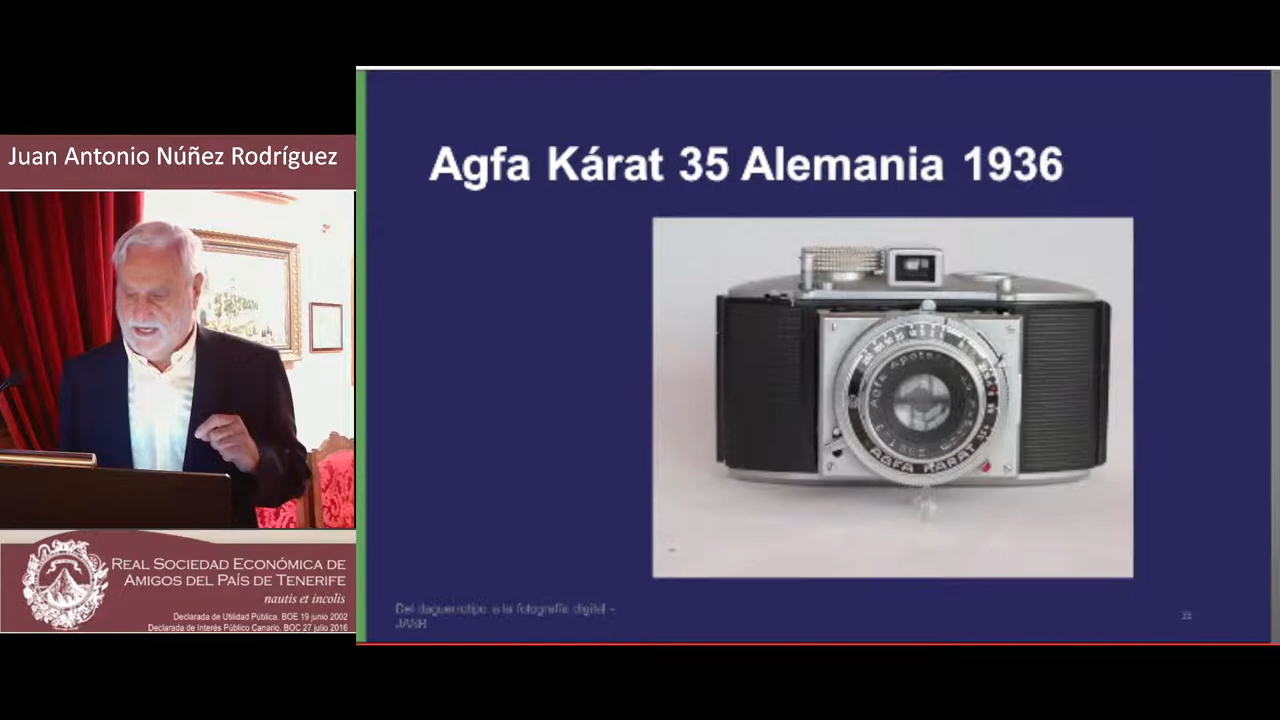 Juan Antonio Núñez Rodríguez
Agfa Kárat 35 Alemania 1936
AGFA KARAT
REAL SOCIEDAD ECONÓMICA DE
AMIGOS DEL PAÍS DE TENERIFE
nautis et incolis
Declarada de Utilidad Pública. BOE 19 junio 2002
Declarada de Interés Público Canario. BOC 27 julio 2016
Del daguerrotipo a la fotografía digital -
JANR